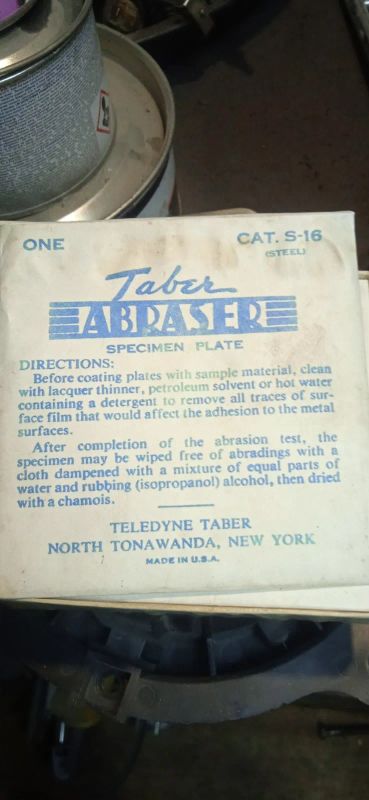 ONE
CAT. S-16
(STEEL)
Taber
ABRASER
SPECIMEN PLATE
DIRECTIONS:
Before coating plates with sample material, clean
with lacquer thinner, petroleum solvent or hot water
containing a detergent to remove all traces of sur-
face film that would affect the adhesion to the metal
surfaces.
After completion of the abrasion test, the
specimen may be wiped free of abradings with a
cloth dampened with a mixture of equal parts of
water and rubbing (isopropanol) alcohol, then dried
with a chamois.
TELEDYNE TABER
NORTH TONAWANDA, NEW YORK
MADE IN U.S.A.